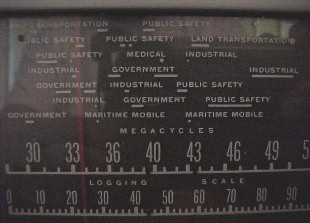 TRANSPORTATION PUBLIC SAFETY
PUBLIC SAFETY PUBLIC SAFETY LAND TRANSPORTATION
PUBLIC SAFETY MEDICAL INDUSTRIAL
INDUSTRIAL GOVERNMENT INDUSTRIAL
GOVERNMENT INDUSTRIAL PUBLIC SAFETY
INDUSTRIAL GOVERNMENT PUBLIC SAFETY
GOVERNMENT MARITIME MOBILE MARITIME MOBILE
MEGACYCLES
30 33 36 40 43 46 49
LOGGING SCALE
0 10 20 30 40 50 60 70 80 90